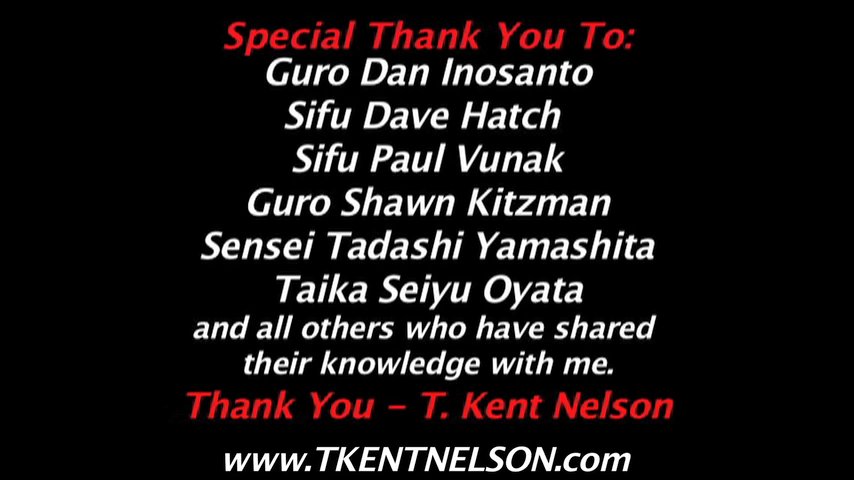 Special Thank You To:
Guro Dan Inosanto
Sifu Dave Hatch
Sifu Paul Vunak
Guro Shawn Kitzman
Sensei Tadashi Yamashita
Taika Seiyu Oyata
and all others who have shared
their knowledge with me.
Thank You – T. Kent Nelson
www.TKENTNELSON.com